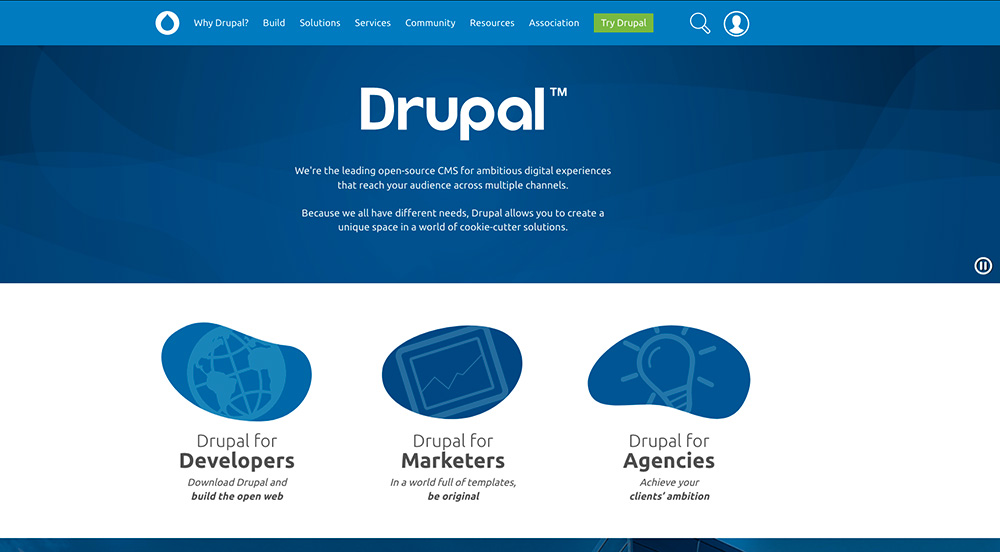 Why Drupal? Build Solutions Services Community Resources Association Try Drupal
Drupal™
We're the leading open-source CMS for ambitious digital experiences
that reach your audience across multiple channels.
Because we all have different needs, Drupal allows you to create a
unique space in a world of cookie-cutter solutions.
Drupal for
Developers
Download Drupal and
build the open web
Drupal for
Marketers
In a world full of templates,
be original
Drupal for
Agencies
Achieve your
clients' ambition